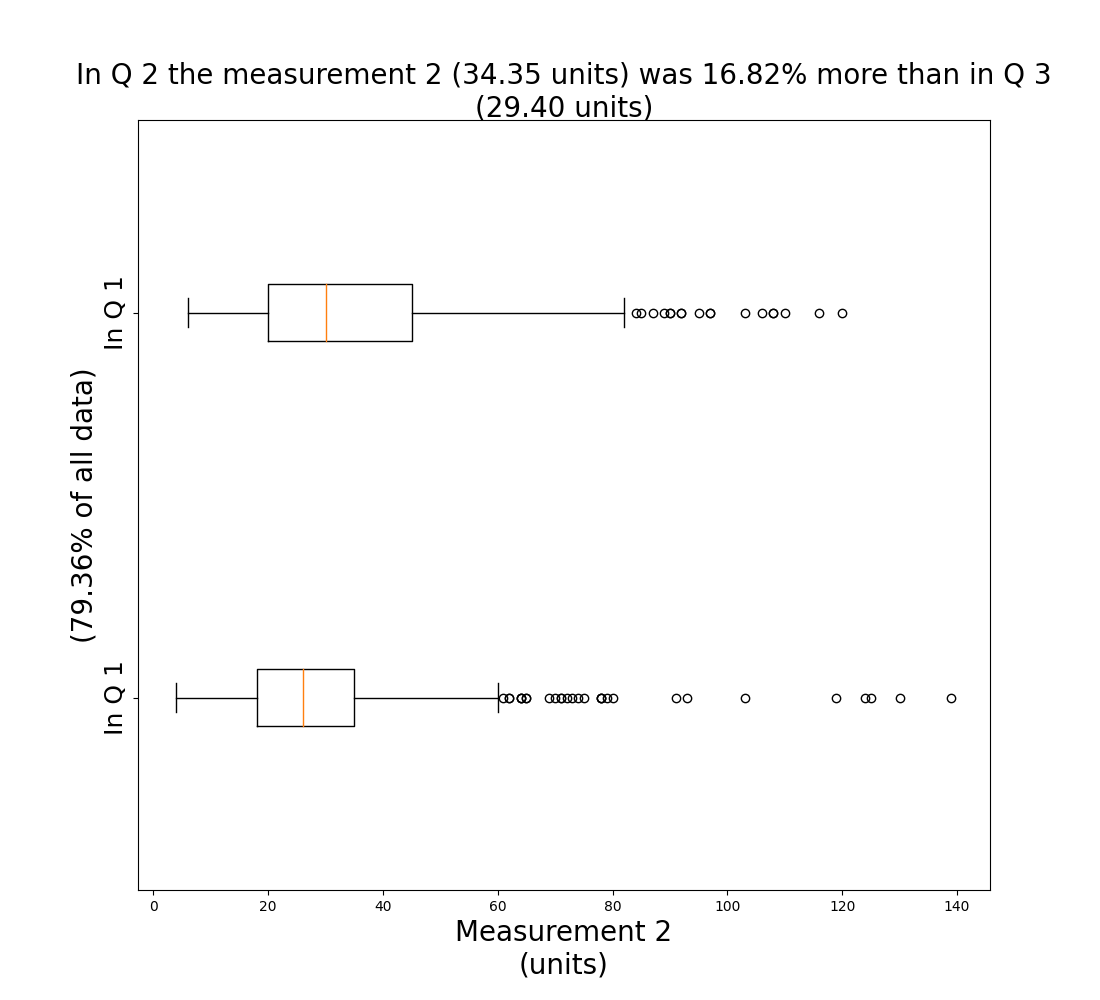 In Q 2 the measurement 2 (34.35 units) was 16.82% more than in Q 3
(29.40 units)
In Q 1
(79.36% of all data)
In Q 1
0 20 40 60 80 100 120 140
Measurement 2
(units)